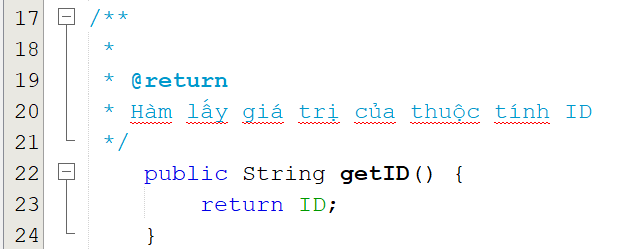 17 /**
18 *
19 * @return
20 * Hàm lấy giá trị của thuộc tính ID
21 */
22 public String getID() {
23 return ID;
24 }